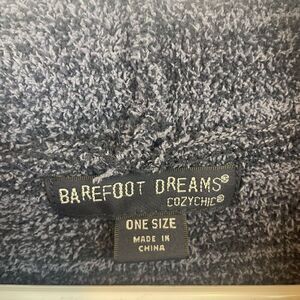 BAREFOOT DREAMS®
COZYCHIC®
ONE SIZE
MADE IN
CHINA